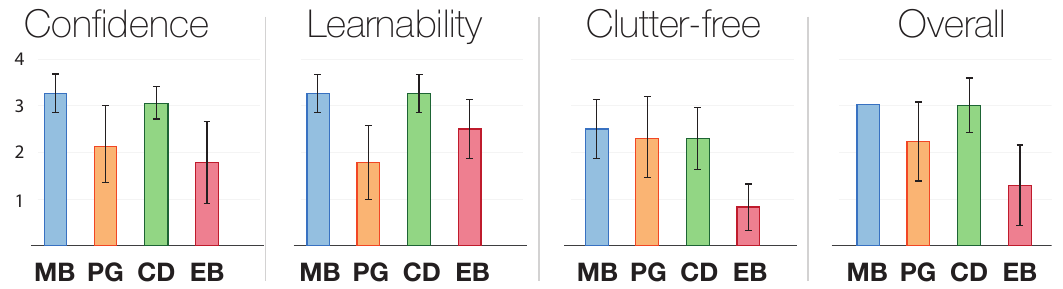 Confidence Learnability Clutter-free Overall
4
3
2
1
MB PG CD EB MB PG CD EB MB PG CD EB MB PG CD EB